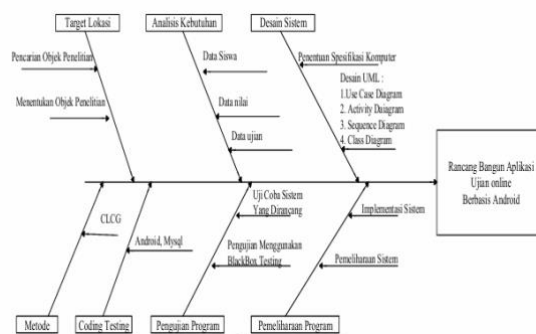 Target Lokasi
Analisis Kebutuhan
Desain Sistem
Pencarian Objek Penelitian
Menentukan Objek Penelitian
Data Siswa
Data nilai
Data ujian
Penentuan Spesifikasi Komputer
Desain UML :
1.Use Case Diagram
2. Activity Daiagram
3. Sequence Diagram
4. Class Diagram
Rancang Bangun Aplikasi
Ujian online
Berbasis Android
CLCG
Android, Mysql
Uji Coba Sistem
Yang Dirancang
Pengujian Menggunakan
BlackBox Testing
Implementasi Sistem
Pemeliharaan Sistem
Metode
Coding Testing
Pengujian Program
Pemeliharaan Program